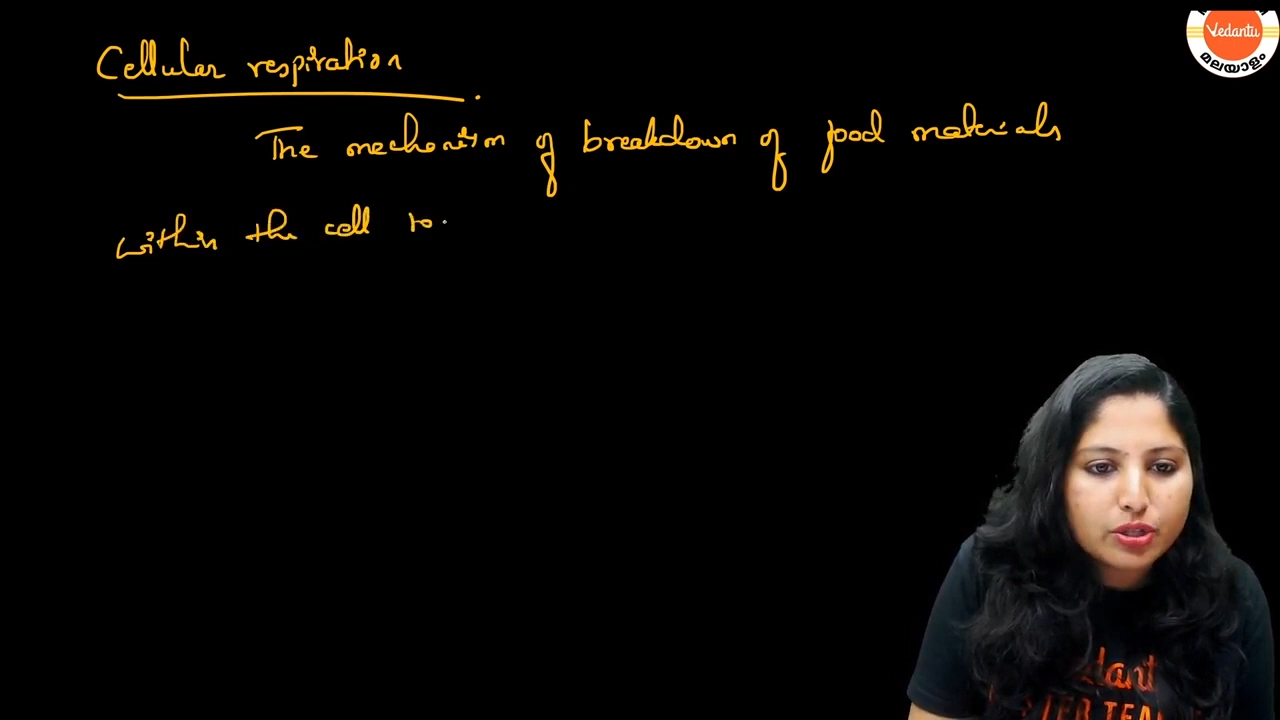 Cellular respiration.
The mechanism of breakdown of food materials
within the cell to
Vedantu
മലയാളം